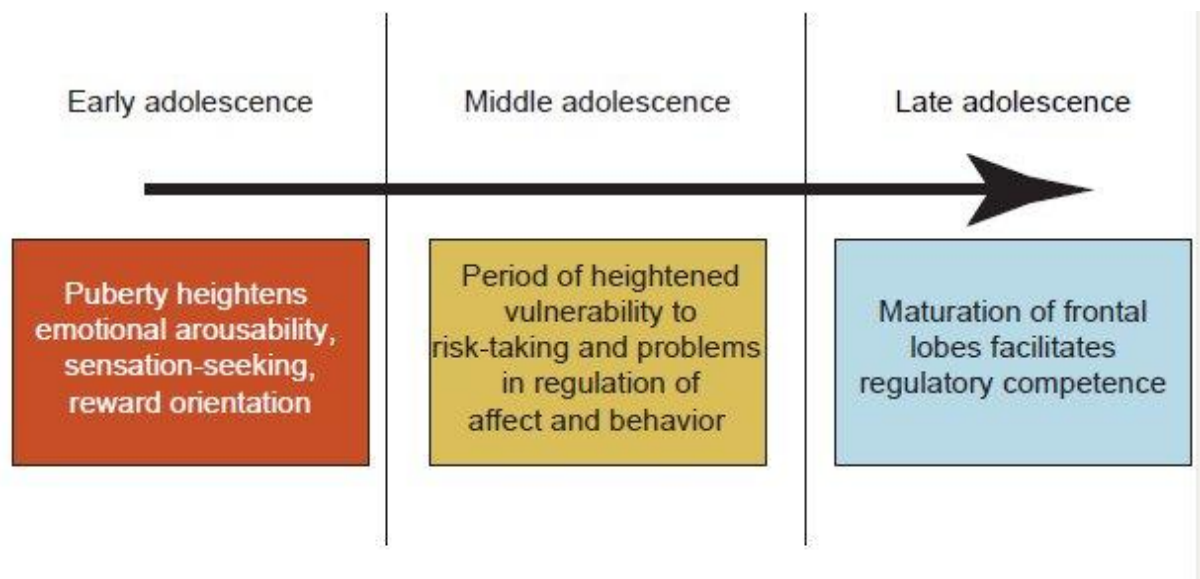 Early adolescence
Middle adolescence
Late adolescence
Puberty heightens
emotional arousability,
sensation-seeking,
reward orientation
Period of heightened
vulnerability to
risk-taking and problems
in regulation of
affect and behavior
Maturation of frontal
lobes facilitates
regulatory competence